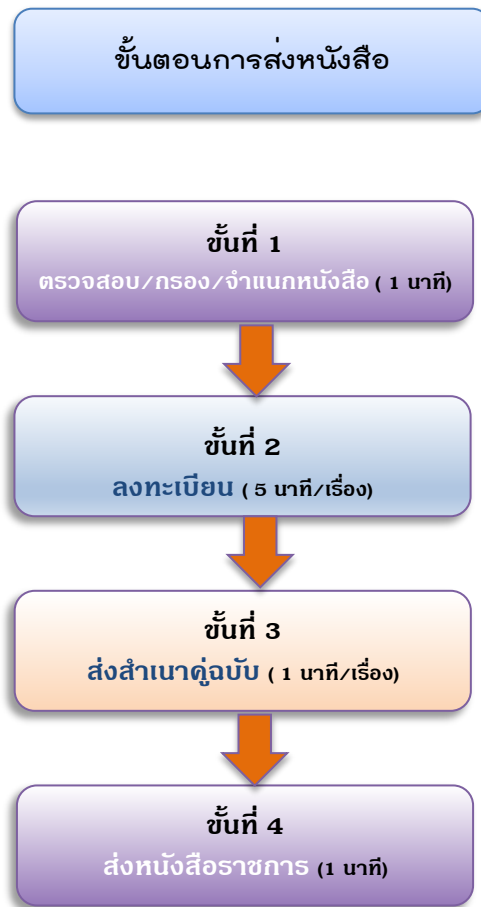 ขั้นตอนการส่งหนังสือ
ขั้นที่ 1
ตรวจสอบ/กรอง/จำแนกหนังสือ ( 1 นาที)
ขั้นที่ 2
ลงทะเบียน ( 5 นาที/เรื่อง)
ขั้นที่ 3
ส่งสำเนาคู่ฉบับ ( 1 นาที/เรื่อง)
ขั้นที่ 4
ส่งหนังสือราชการ (1 นาที)